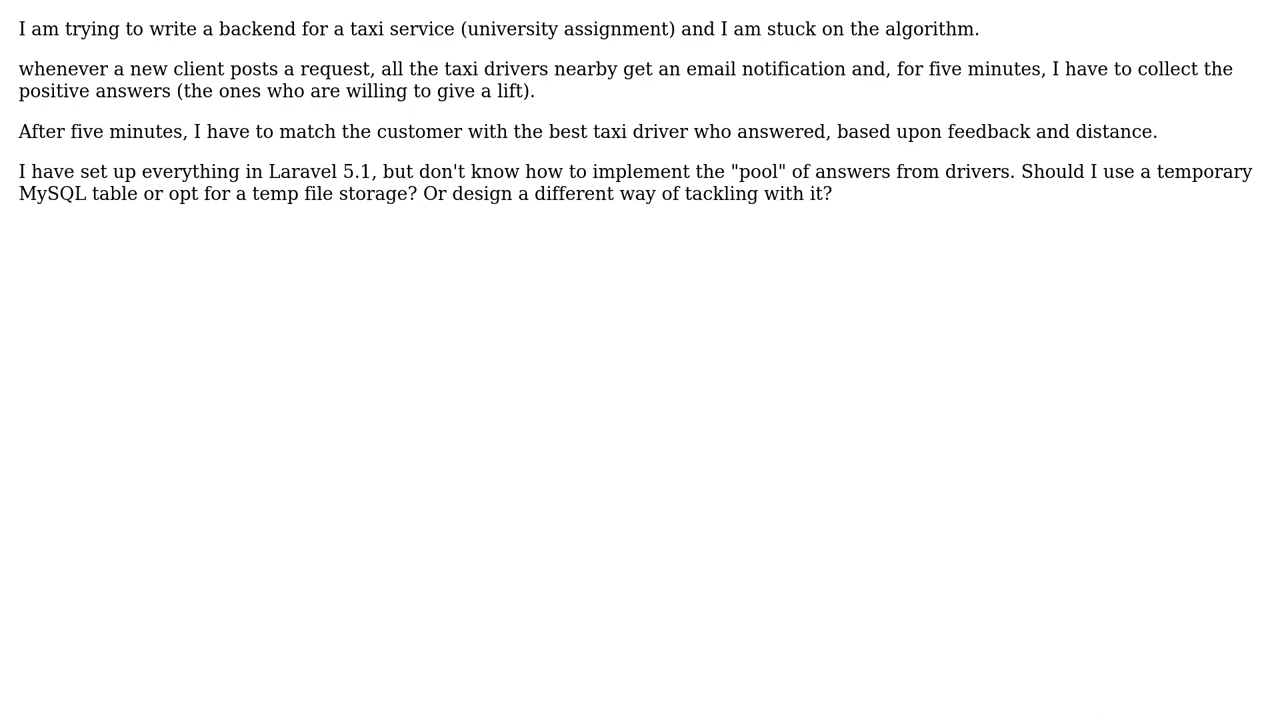 I am trying to write a backend for a taxi service (university assignment) and I am stuck on the algorithm.
whenever a new client posts a request, all the taxi drivers nearby get an email notification and, for five minutes, I have to collect the
positive answers (the ones who are willing to give a lift).
After five minutes, I have to match the customer with the best taxi driver who answered, based upon feedback and distance.
I have set up everything in Laravel 5.1, but don't know how to implement the "pool" of answers from drivers. Should I use a temporary
MySQL table or opt for a temp file storage? Or design a different way of tackling with it?